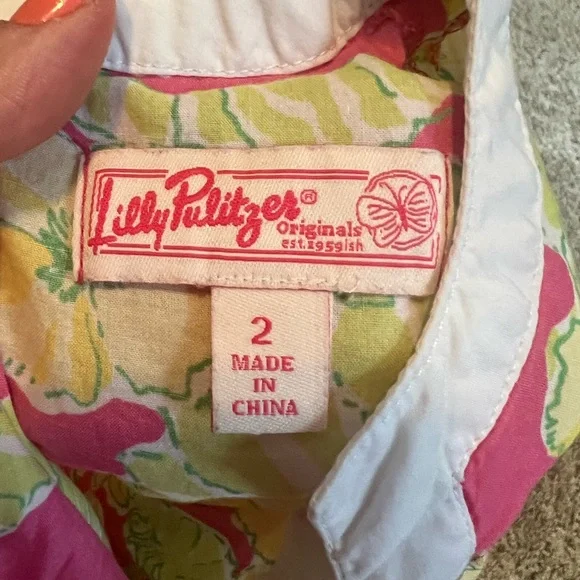 Lilly Pulitzer®
Originals
est.1959ish
2
MADE
IN
CHINA